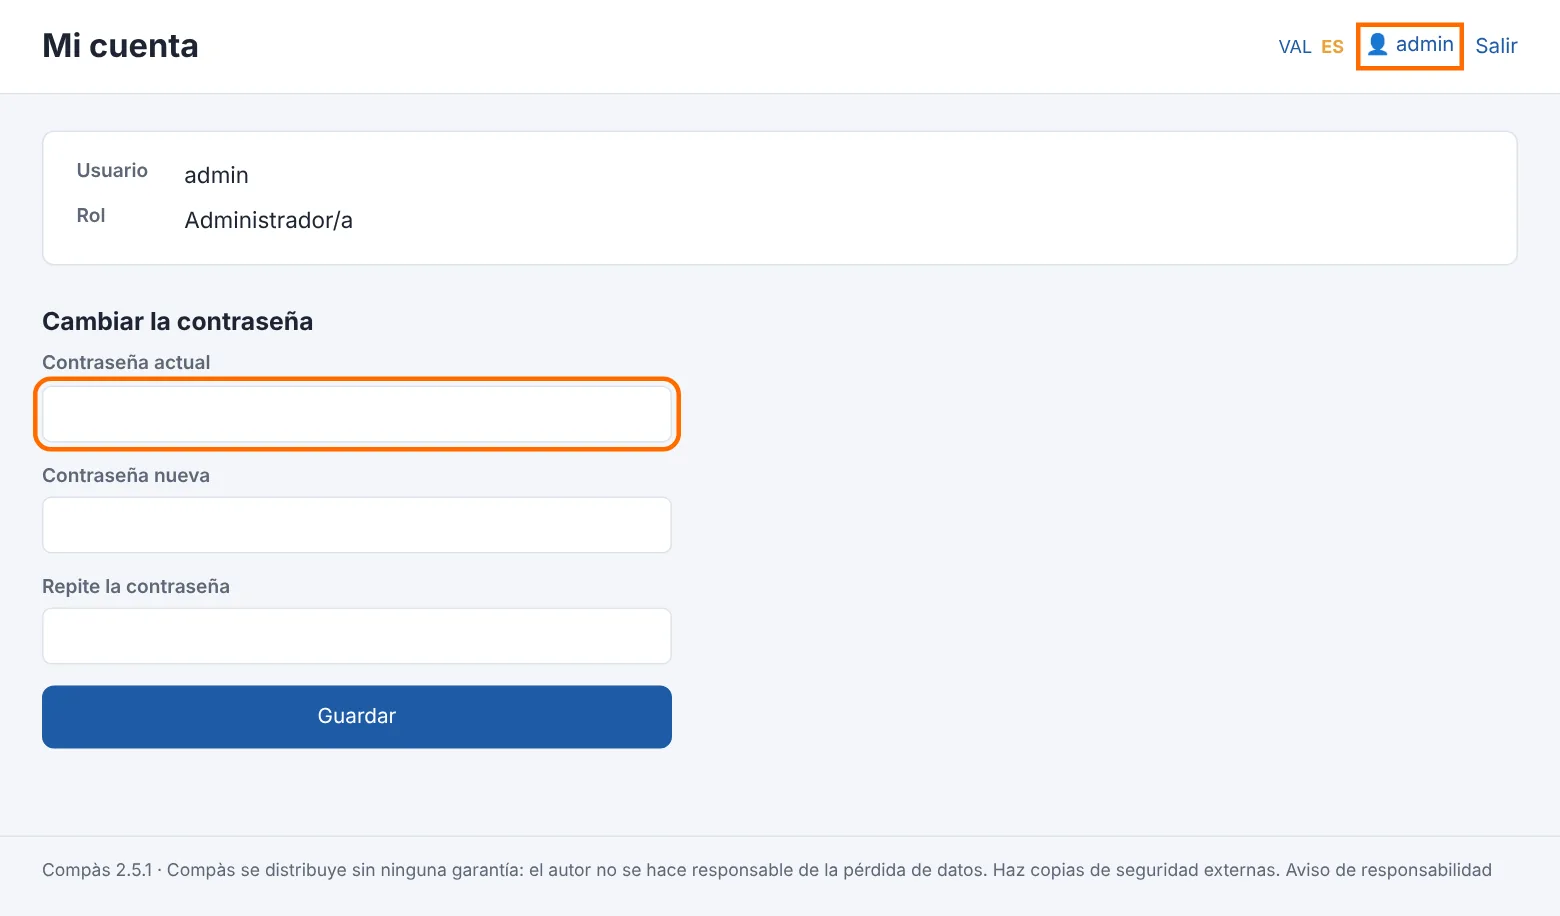 Mi cuenta
VAL ES admin Salir
Usuario admin
Rol Administrador/a
Cambiar la contraseña
Contraseña actual
Contraseña nueva
Repite la contraseña
Guardar
Compàs 2.5.1 · Compàs se distribuye sin ninguna garantía: el autor no se hace responsable de la pérdida de datos. Haz copias de seguridad externas. Aviso de responsabilidad